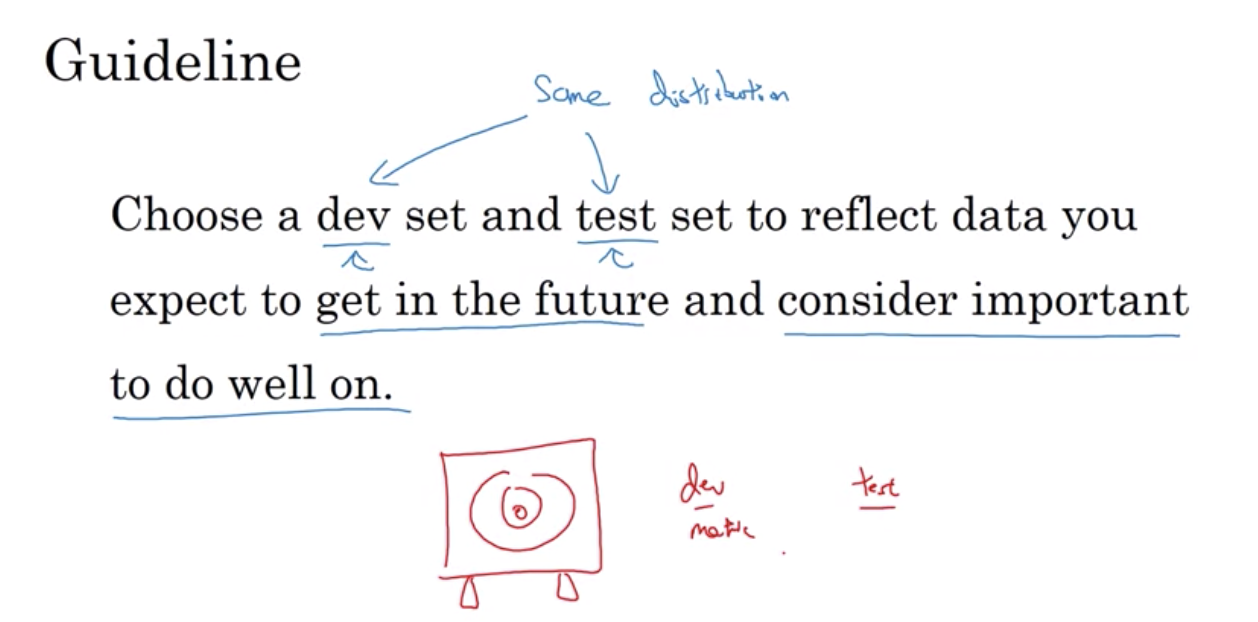 Guideline
Same distribution
Choose a dev set and test set to reflect data you
expect to get in the future and consider important
to do well on.
dev test
metric